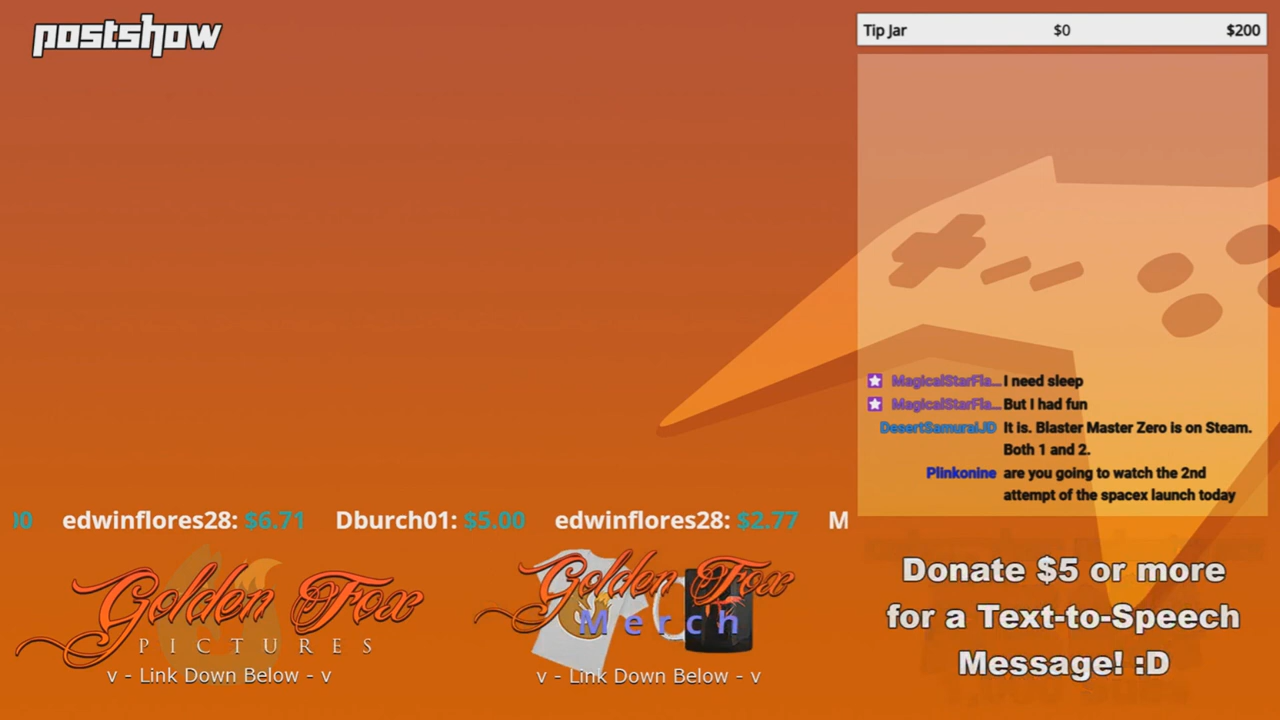 postshow
Tip Jar $0 $200
MagicalStarFla... I need sleep
MagicalStarFla... But I had fun
DesertSamuraiJD It is. Blaster Master Zero is on Steam.
Both 1 and 2.
Plinkonine are you going to watch the 2nd
attempt of the spacex launch today
00 edwinflores28: $6.71 Dburch01: $5.00 edwinflores28: $2.77 M
Golden Fox
PICTURES
v - Link Down Below - v
Golden Fox
Merch
v - Link Down Below - v
Donate $5 or more
for a Text-to-Speech
Message! :D